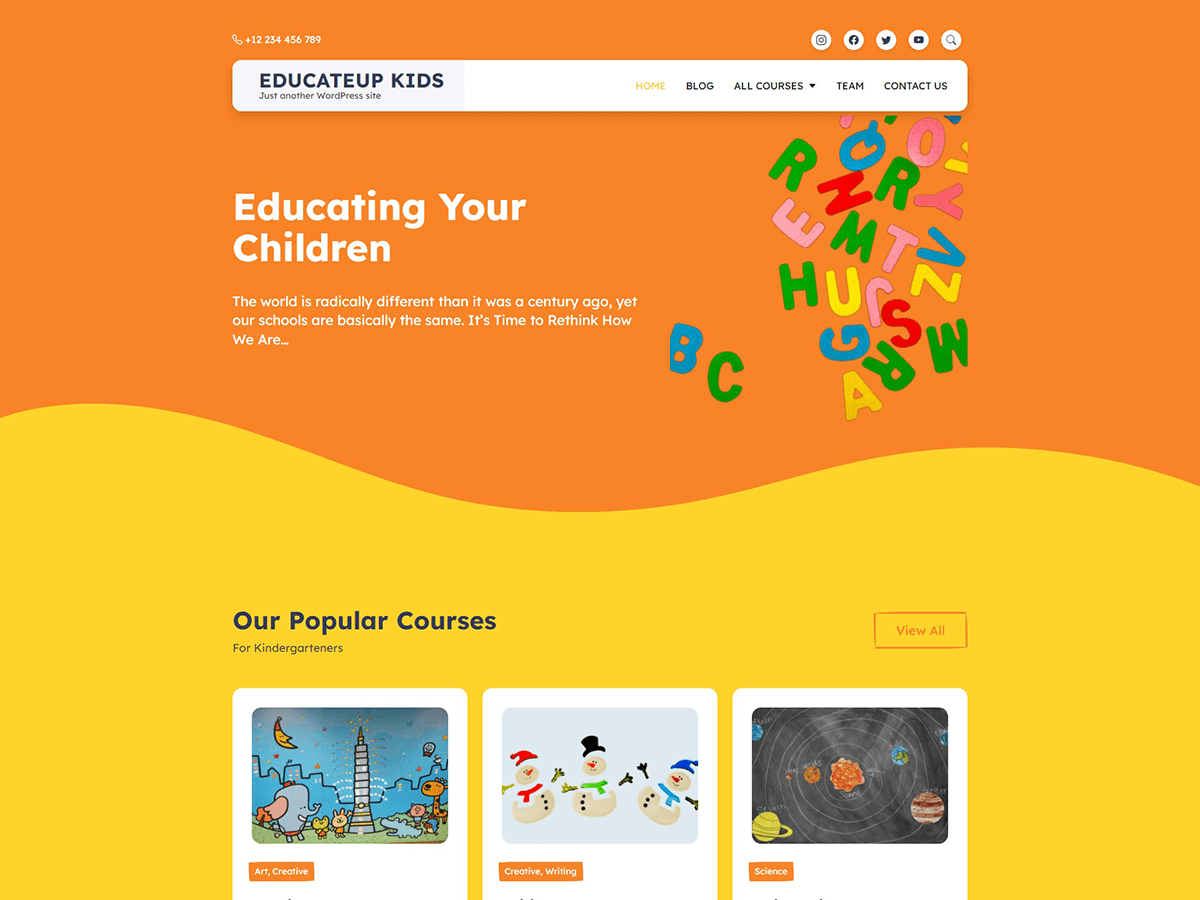 +12 234 456 789
EDUCATEUP KIDS
Just another WordPress site
HOME BLOG ALL COURSES TEAM CONTACT US
Educating Your
Children
The world is radically different than it was a century ago, yet
our schools are basically the same. It's Time to Rethink How
We Are...
B C
Our Popular Courses
For Kindergarteners
View All
Art, Creative
Creative, Writing
Science